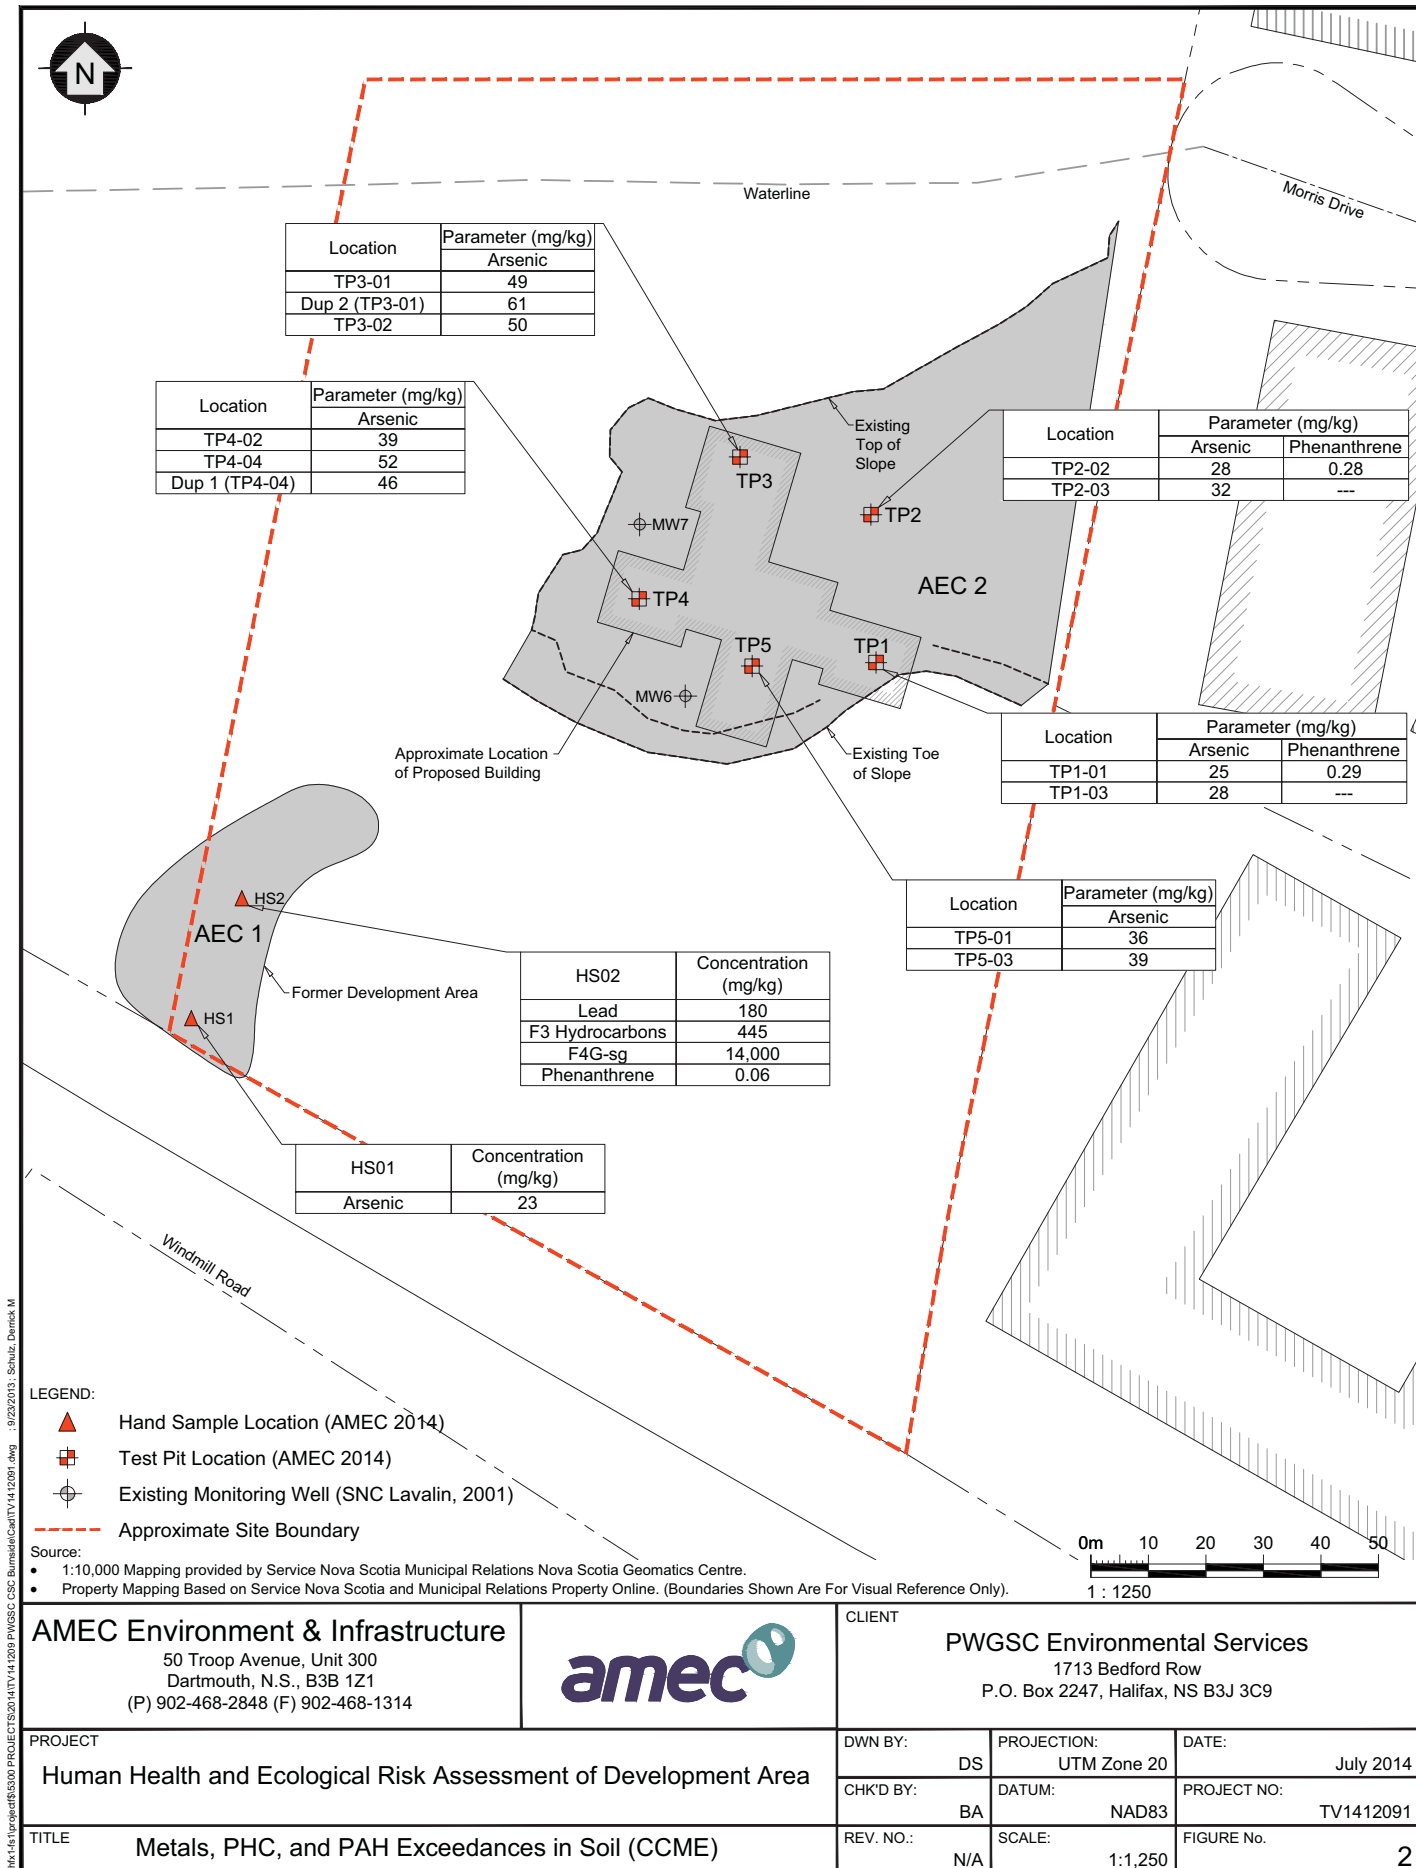 N
Waterline
Morris Drive
Location
Parameter (mg/kg)
Arsenic
TP3-01 49
Dup 2 (TP3-01) 61
TP3-02 50
Location
Parameter (mg/kg)
Arsenic
TP4-02 39
TP4-04 52
Dup 1 (TP4-04) 46
Existing
Top of
Slope
Location
Parameter (mg/kg)
Arsenic Phenanthrene
TP2-02 28 0.28
TP2-03 32 ---
TP3
TP2
MW7
AEC 2
TP4
TP5
TP1
MW6
Approximate Location
of Proposed Building
Existing Toe
of Slope
Location
Parameter (mg/kg)
Arsenic Phenanthrene
TP1-01 25 0.29
TP1-03 28 ---
HS2
AEC 1
Former Development Area
HS1
Location
Parameter (mg/kg)
Arsenic
TP5-01 36
TP5-03 39
HS02
Concentration
(mg/kg)
Lead 180
F3 Hydrocarbons 445
F4G-sg 14,000
Phenanthrene 0.06
HS01
Concentration
(mg/kg)
Arsenic 23
Windmill Road
LEGEND:
Hand Sample Location (AMEC 2014)
Test Pit Location (AMEC 2014)
Existing Monitoring Well (SNC Lavalin, 2001)
Approximate Site Boundary
Source:
• 1:10,000 Mapping provided by Service Nova Scotia Municipal Relations Nova Scotia Geomatics Centre.
• Property Mapping Based on Service Nova Scotia and Municipal Relations Property Online. (Boundaries Shown Are For Visual Reference Only).
0m 10 20 30 40 50
1 : 1250
AMEC Environment & Infrastructure
50 Troop Avenue, Unit 300
Dartmouth, N.S., B3B 1Z1
(P) 902-468-2848 (F) 902-468-1314
amec
CLIENT
PWGSC Environmental Services
1713 Bedford Row
P.O. Box 2247, Halifax, NS B3J 3C9
PROJECT
Human Health and Ecological Risk Assessment of Development Area
DWN BY:
DS
PROJECTION:
UTM Zone 20
DATE:
July 2014
CHK'D BY:
BA
DATUM:
NAD83
PROJECT NO:
TV1412091
TITLE
Metals, PHC, and PAH Exceedances in Soil (CCME)
REV. NO.:
N/A
SCALE:
1:1,250
FIGURE No.
2
PROJECTS\2014\TV141209 PWGSC CSC Burnside\Cad\TV1412091.dwg ; 9/23/2013 ; Schulz, Derrick M